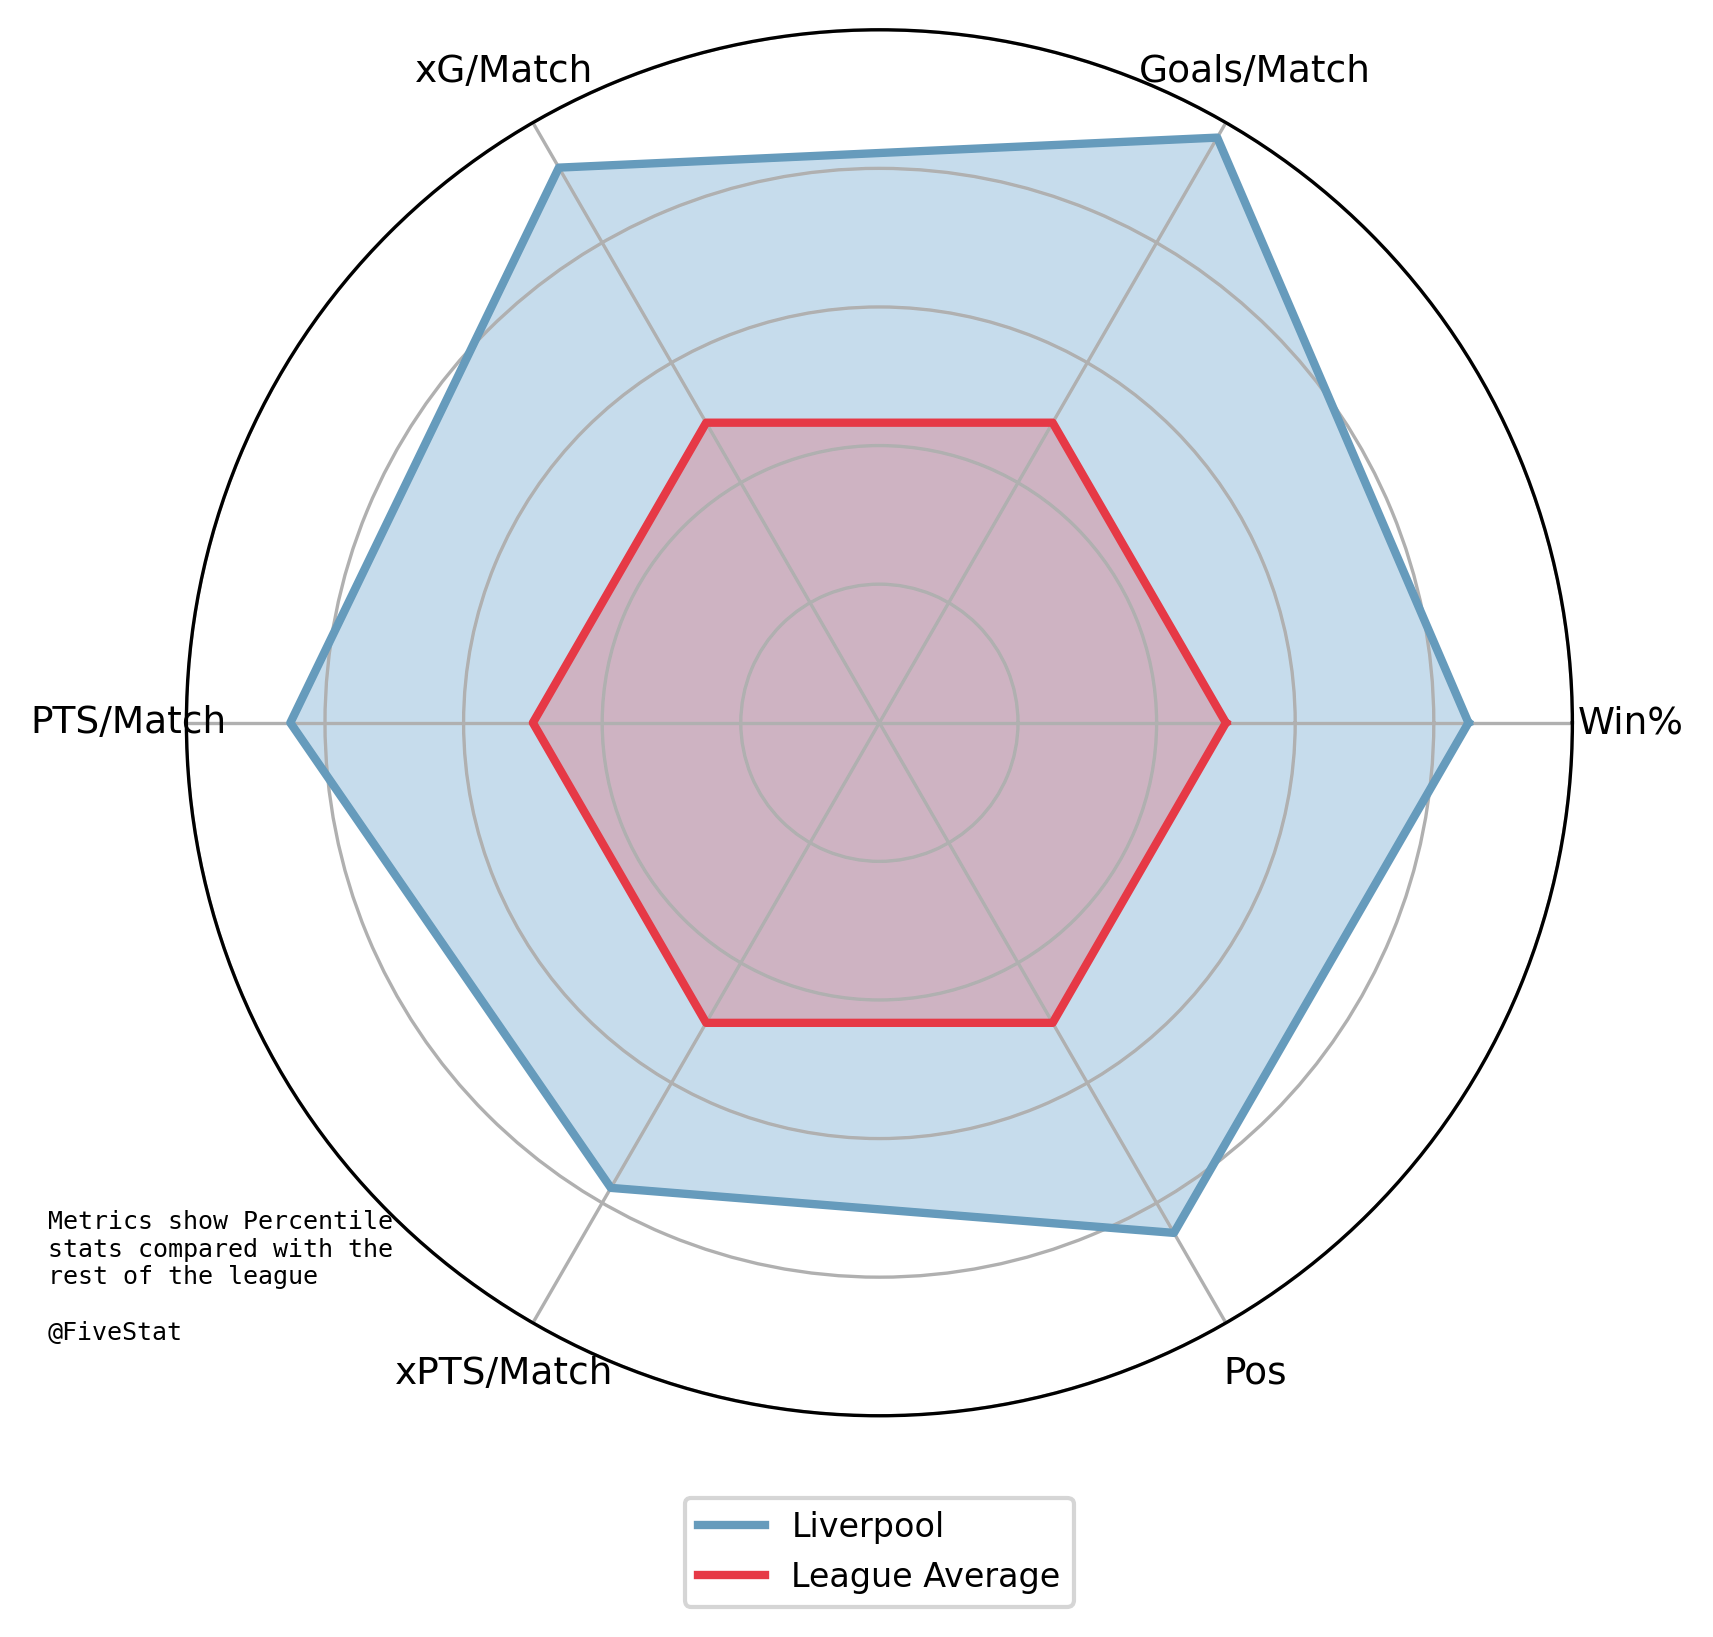 xG/Match
Goals/Match
PTS/Match
Win%
Metrics show Percentile
stats compared with the
rest of the league
@FiveStat
xPTS/Match
Pos
Liverpool
League Average